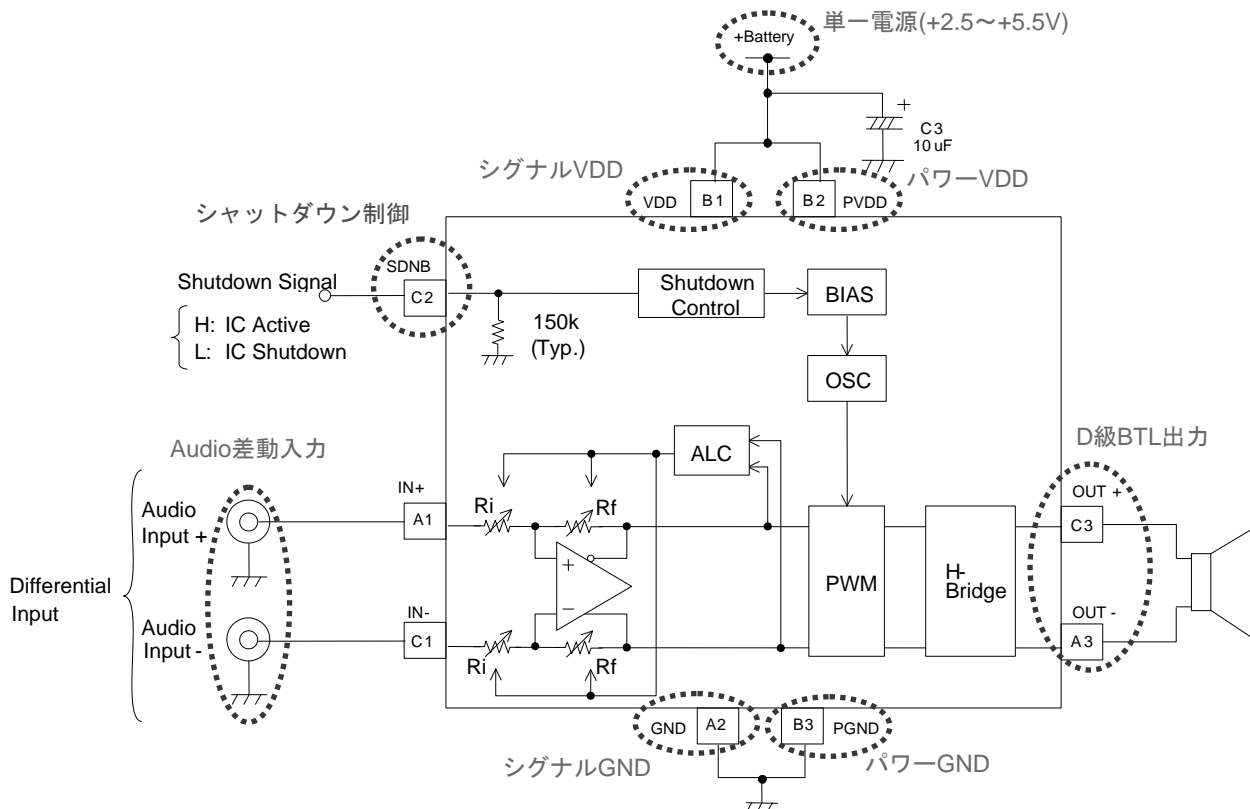 単一電源(+2.5～+5.5V)
+Battery
+
C3
10 uF
シグナルVDD
パワーVDD
VDD
B1
B2
PVDD
シャットダウン制御
SDNB
Shutdown Signal
C2
H: IC Active
L: IC Shutdown
150k
(Typ.)
Shutdown
Control
BIAS
OSC
D級BTL出力
Audio差動入力
ALC
IN+
OUT +
Audio
Input +
A1
Ri
Rf
C3
+
Differential
Input
PWM
H-
Bridge
−
IN-
OUT -
Audio
Input -
C1
Ri
Rf
A3
GND
A2
B3
PGND
シグナルGND
パワーGND